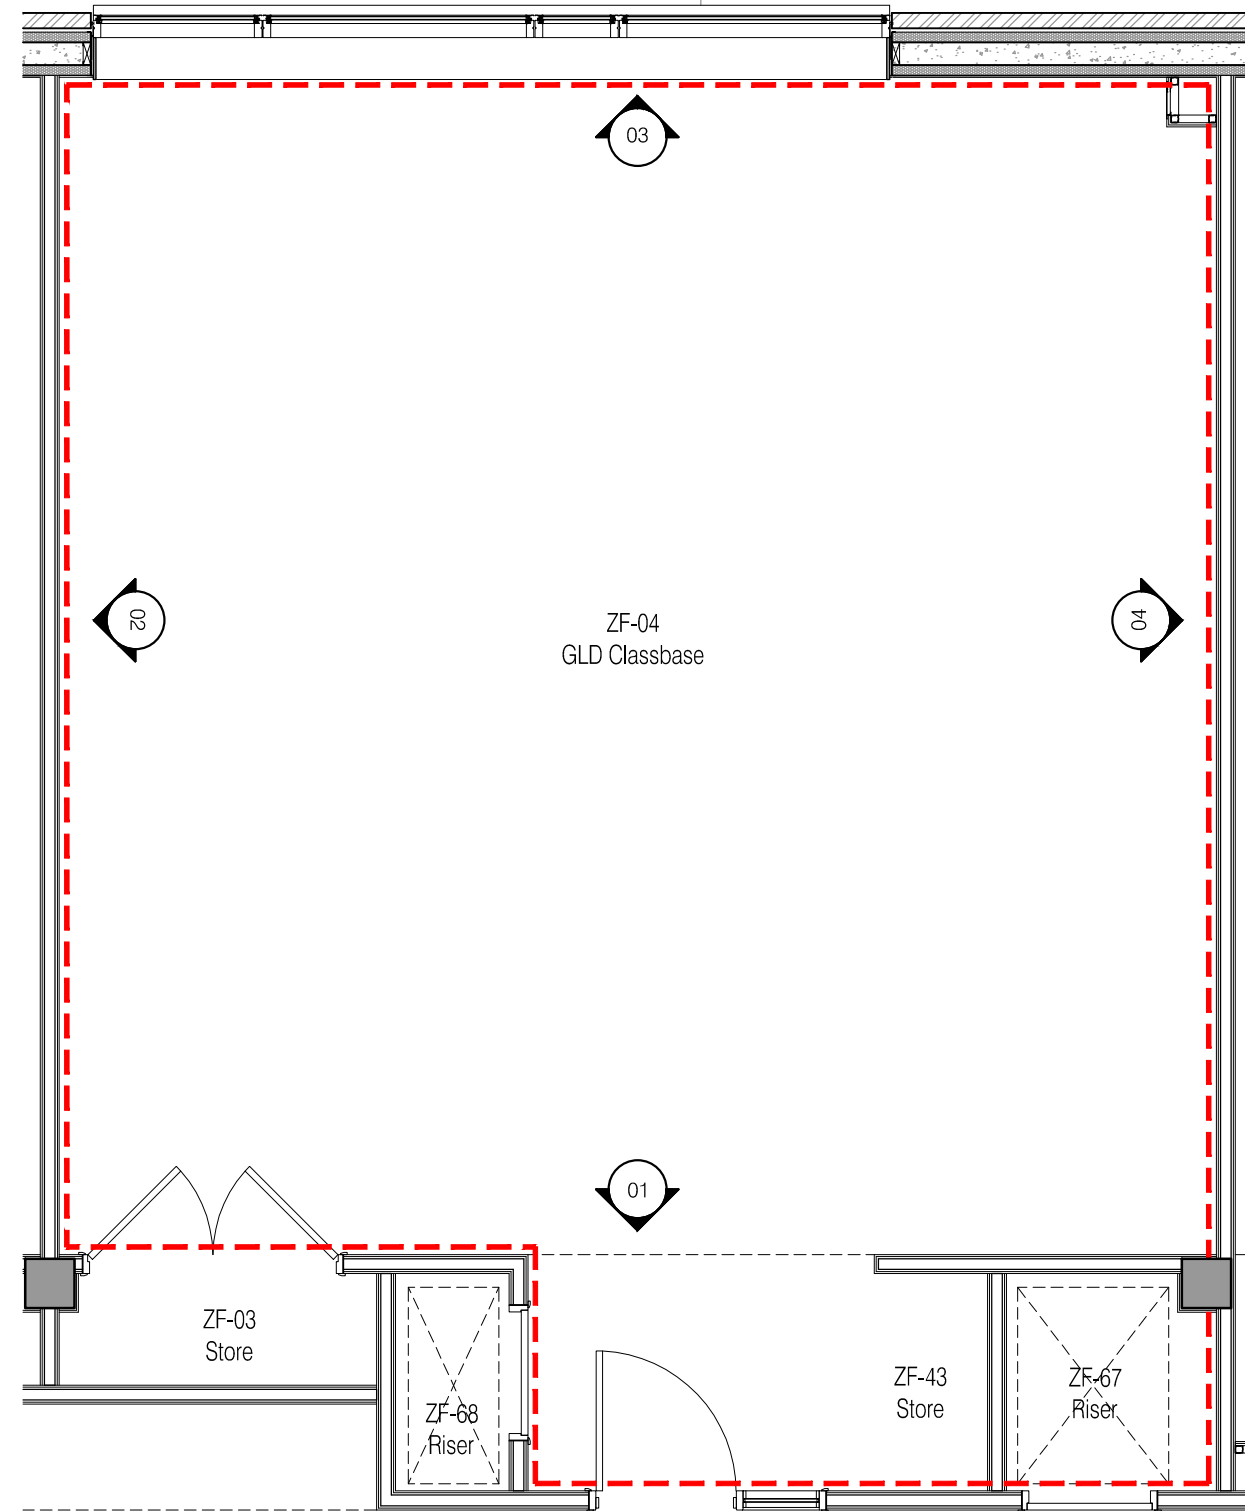 03
02
ZF-04
GLD Classbase
04
01
ZF-03
Store
ZF-68
Riser
ZF-43
Store
ZF-67
Riser